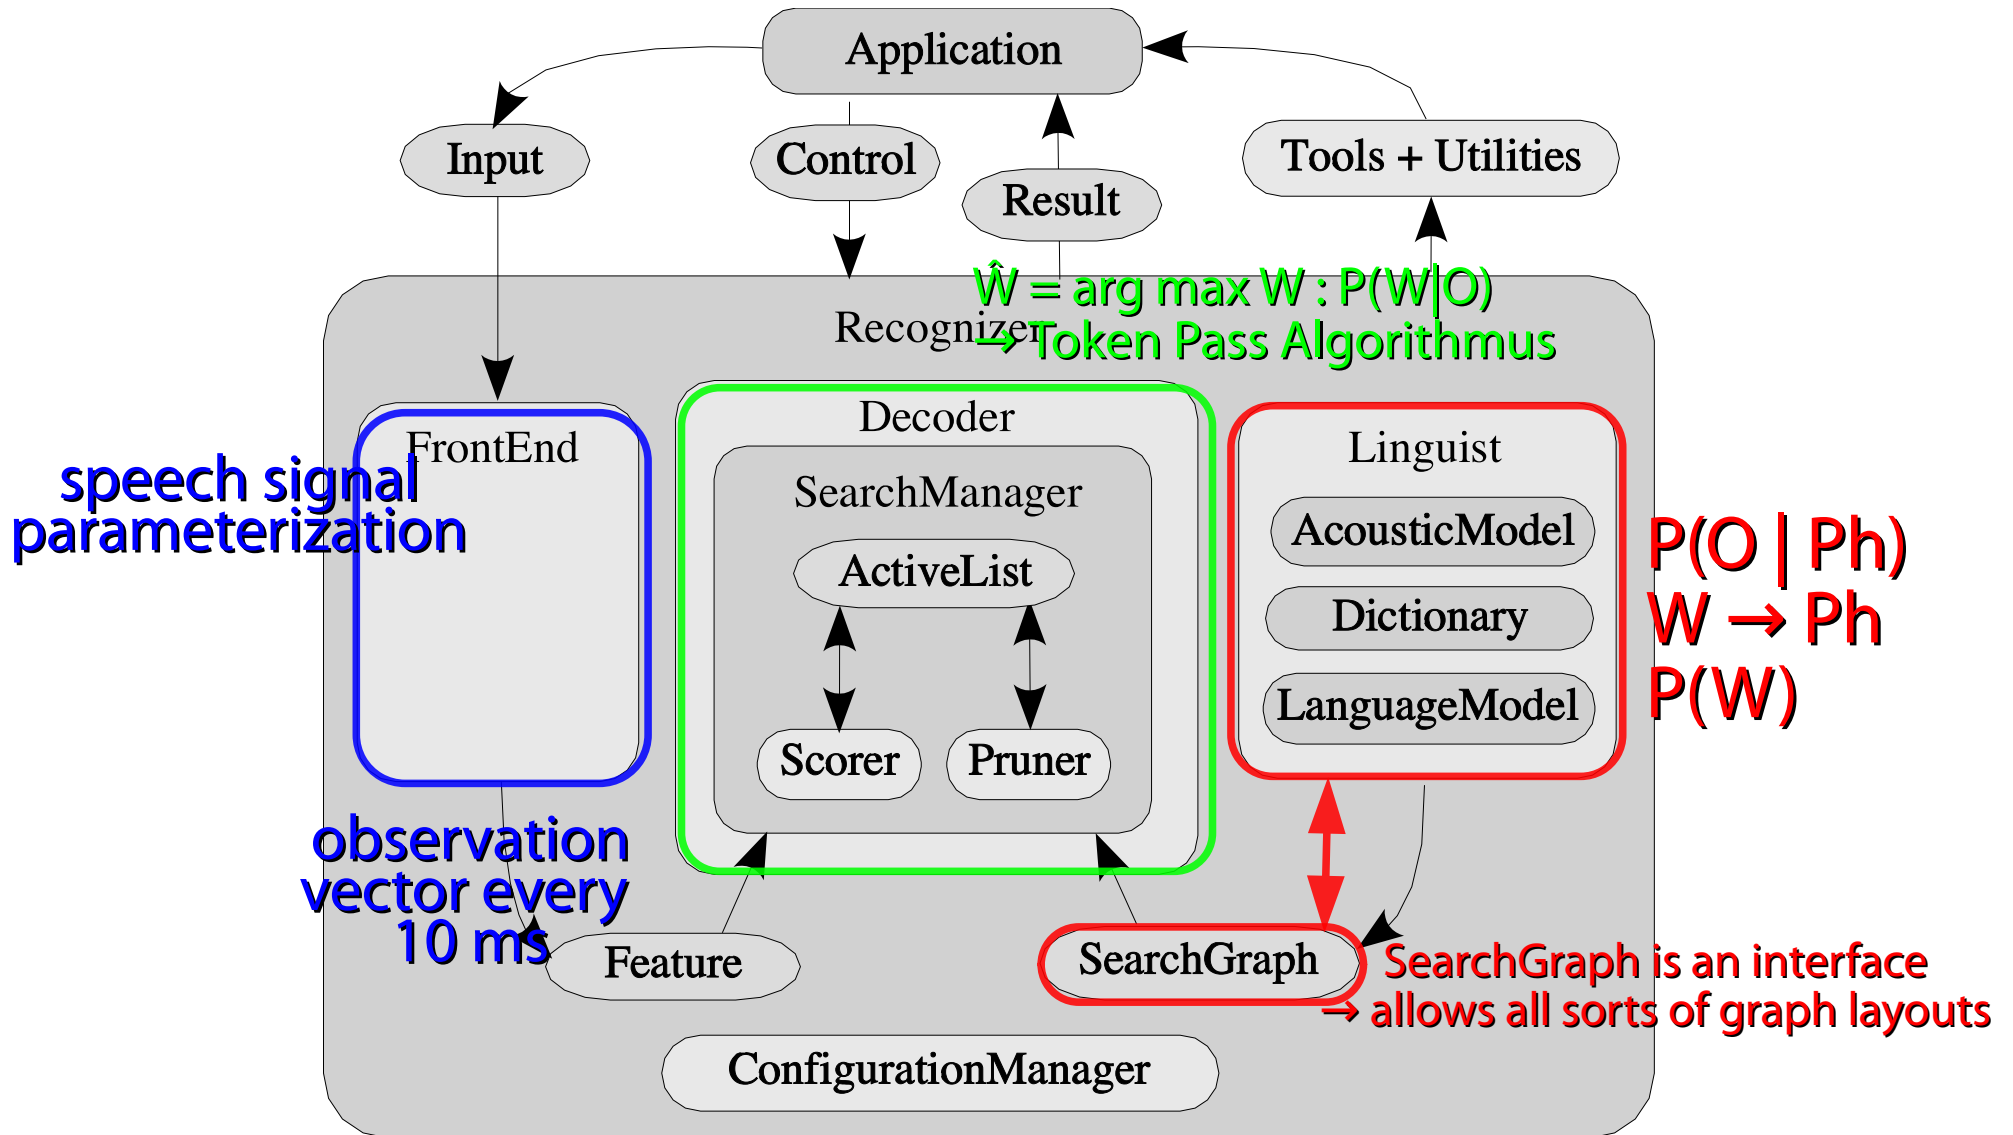 Application
Input
Control
Result
Tools + Utilities
Ŵ = arg max W : P(W|O)
Recognizer
→ Token Pass Algorithmus
FrontEnd
speech signal
parameterization
Decoder
SearchManager
ActiveList
Scorer
Pruner
Linguist
AcousticModel
Dictionary
LanguageModel
P(O | Ph)
W → Ph
P(W)
observation
vector every
10 ms
Feature
SearchGraph
SearchGraph is an interface
→ allows all sorts of graph layouts
ConfigurationManager